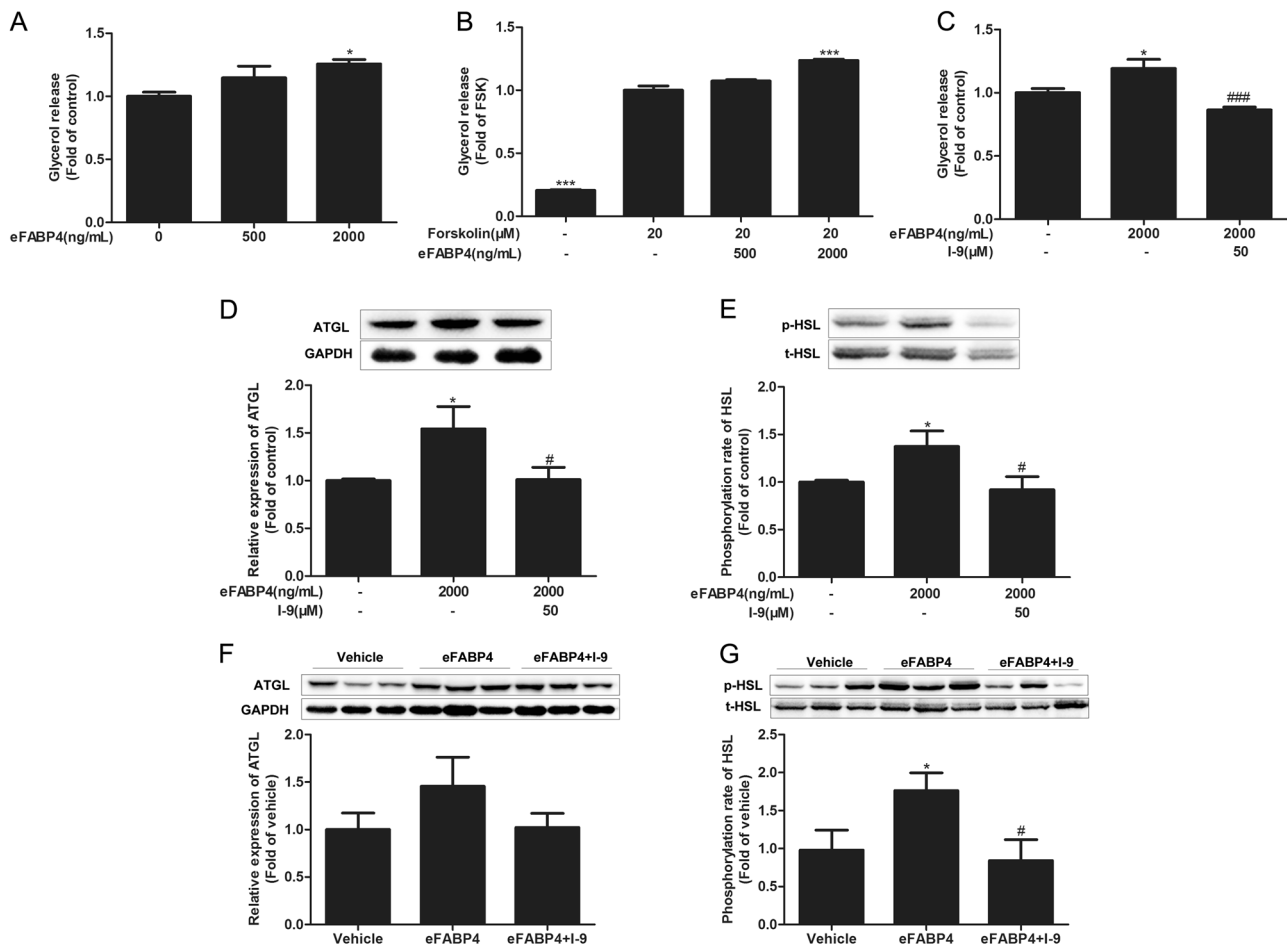 A
Glycerol release
(Fold of control)
1.5
1.0
0.5
0.0
*
eFABP4(ng/mL) 0 500 2000
B
Glycerol release
(Fold of FSK)
1.5
1.0
0.5
0.0
*** ***
Forskolin(µM) - 20 20 20
eFABP4(ng/mL) - - 500 2000
C
Glycerol release
(Fold of control)
1.5
1.0
0.5
0.0
* ###
eFABP4(ng/mL) - 2000 2000
I-9(µM) - - 50
D
ATGL
GAPDH
Relative expression of ATGL
(Fold of control)
2.0
1.5
1.0
0.5
0.0
* #
eFABP4(ng/mL) - 2000 2000
I-9(µM) - - 50
E
p-HSL
t-HSL
Phosphorylation rate of HSL
(Fold of control)
2.0
1.5
1.0
0.5
0.0
* #
eFABP4(ng/mL) - 2000 2000
I-9(µM) - - 50
F
Vehicle eFABP4 eFABP4+I-9
ATGL
GAPDH
Relative expression of ATGL
(Fold of vehicle)
2.0
1.5
1.0
0.5
0.0
Vehicle eFABP4 eFABP4+I-9
G
Vehicle eFABP4 eFABP4+I-9
p-HSL
t-HSL
Phosphorylation rate of HSL
(Fold of vehicle)
2.5
2.0
1.5
1.0
0.5
0.0
* #
Vehicle eFABP4 eFABP4+I-9